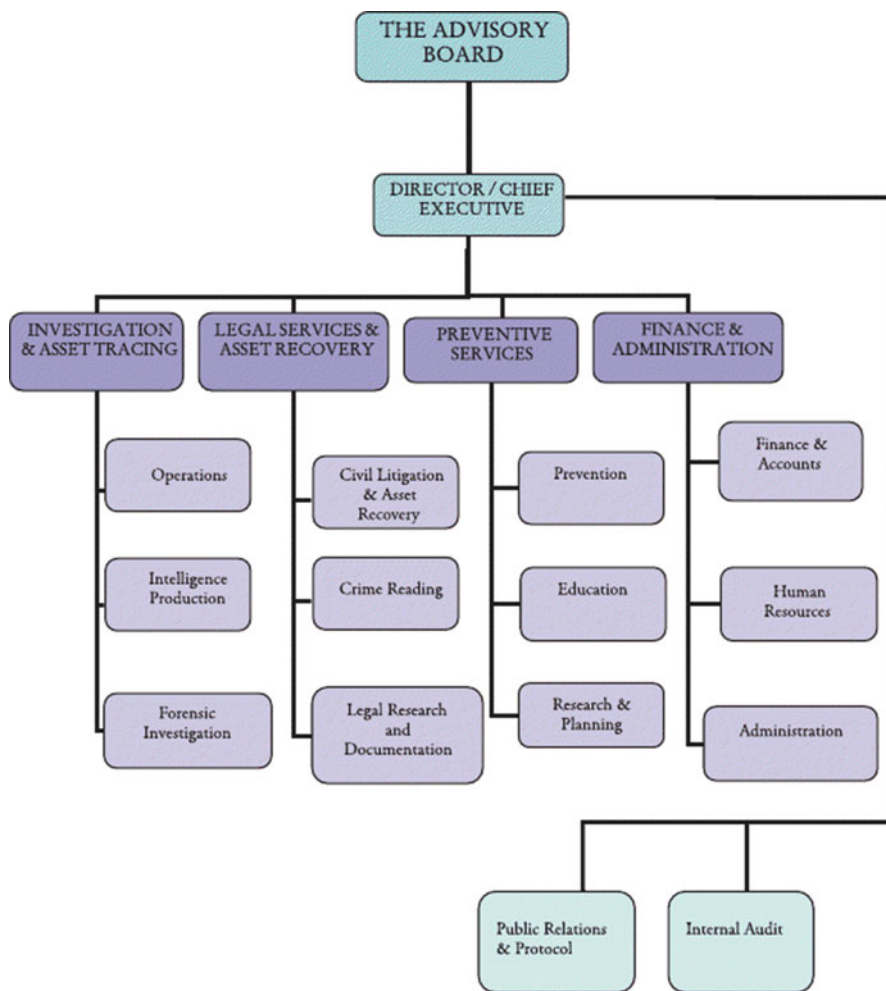 THE ADVISORY
BOARD
DIRECTOR / CHIEF
EXECUTIVE
INVESTIGATION
& ASSET TRACING
LEGAL SERVICES &
ASSET RECOVERY
PREVENTIVE
SERVICES
FINANCE &
ADMINISTRATION
Operations
Intelligence
Production
Forensic
Investigation
Civil Litigation
& Asset
Recovery
Crime Reading
Legal Research
and
Documentation
Prevention
Education
Research &
Planning
Finance &
Accounts
Human
Resources
Administration
Public Relations
& Protocol
Internal Audit